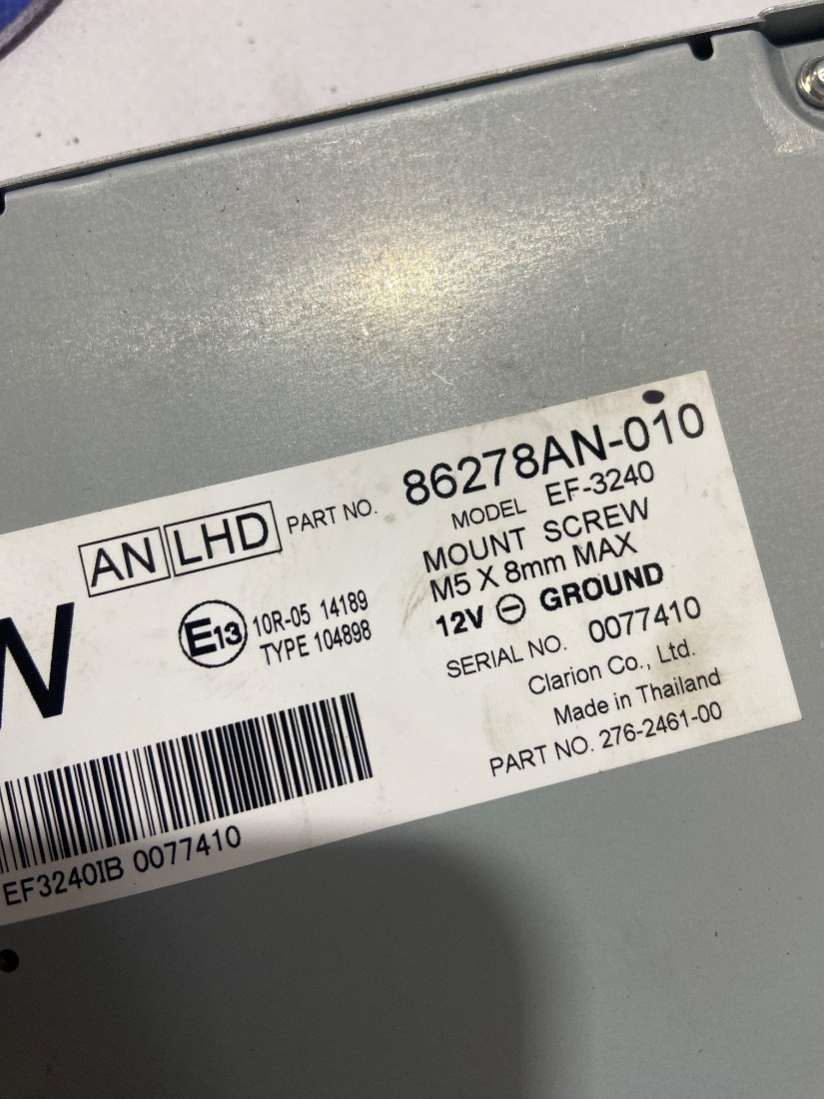 AN LHD PART NO. 86278AN-010
MODEL EF-3240
MOUNT SCREW
M5 X 8mm MAX
12V ⊖ GROUND
E13 10R-05 14189
TYPE 104898
SERIAL NO. 0077410
Clarion Co., Ltd.
Made in Thailand
PART NO. 276-2461-00
EF3240IB 0077410